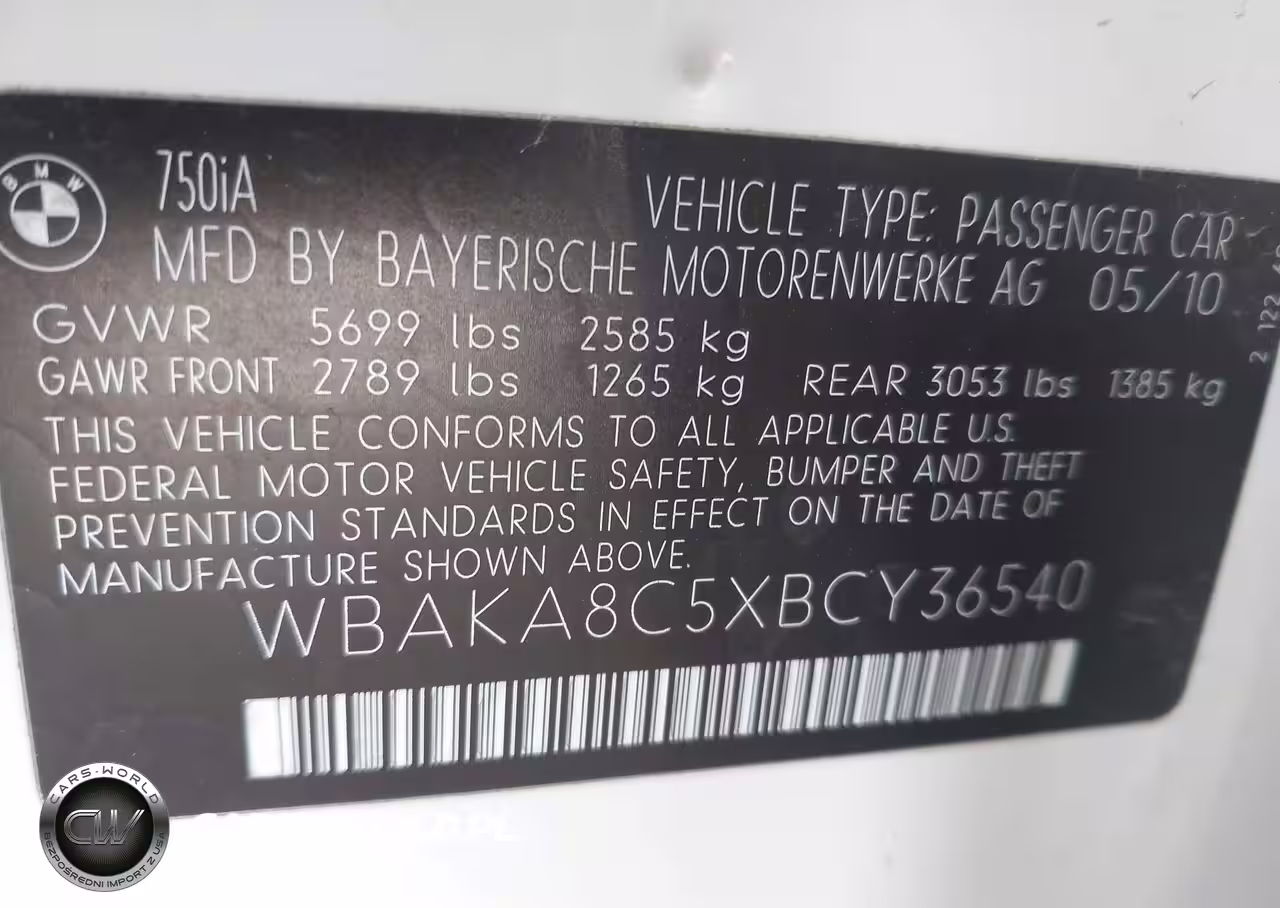 BMW
750iA
VEHICLE TYPE: PASSENGER CAR
MFD BY BAYERISCHE MOTORENWERKE AG 05/10
GVWR 5699 lbs 2585 kg
GAWR FRONT 2789 lbs 1265 kg REAR 3053 lbs 1385 kg
THIS VEHICLE CONFORMS TO ALL APPLICABLE U.S.
FEDERAL MOTOR VEHICLE SAFETY, BUMPER AND THEFT
PREVENTION STANDARDS IN EFFECT ON THE DATE OF
MANUFACTURE SHOWN ABOVE.
WBAKA8C5XBCY36540
2 122
CARS-WORLD
CW
BEZPOŚREDNI IMPORT Z USA